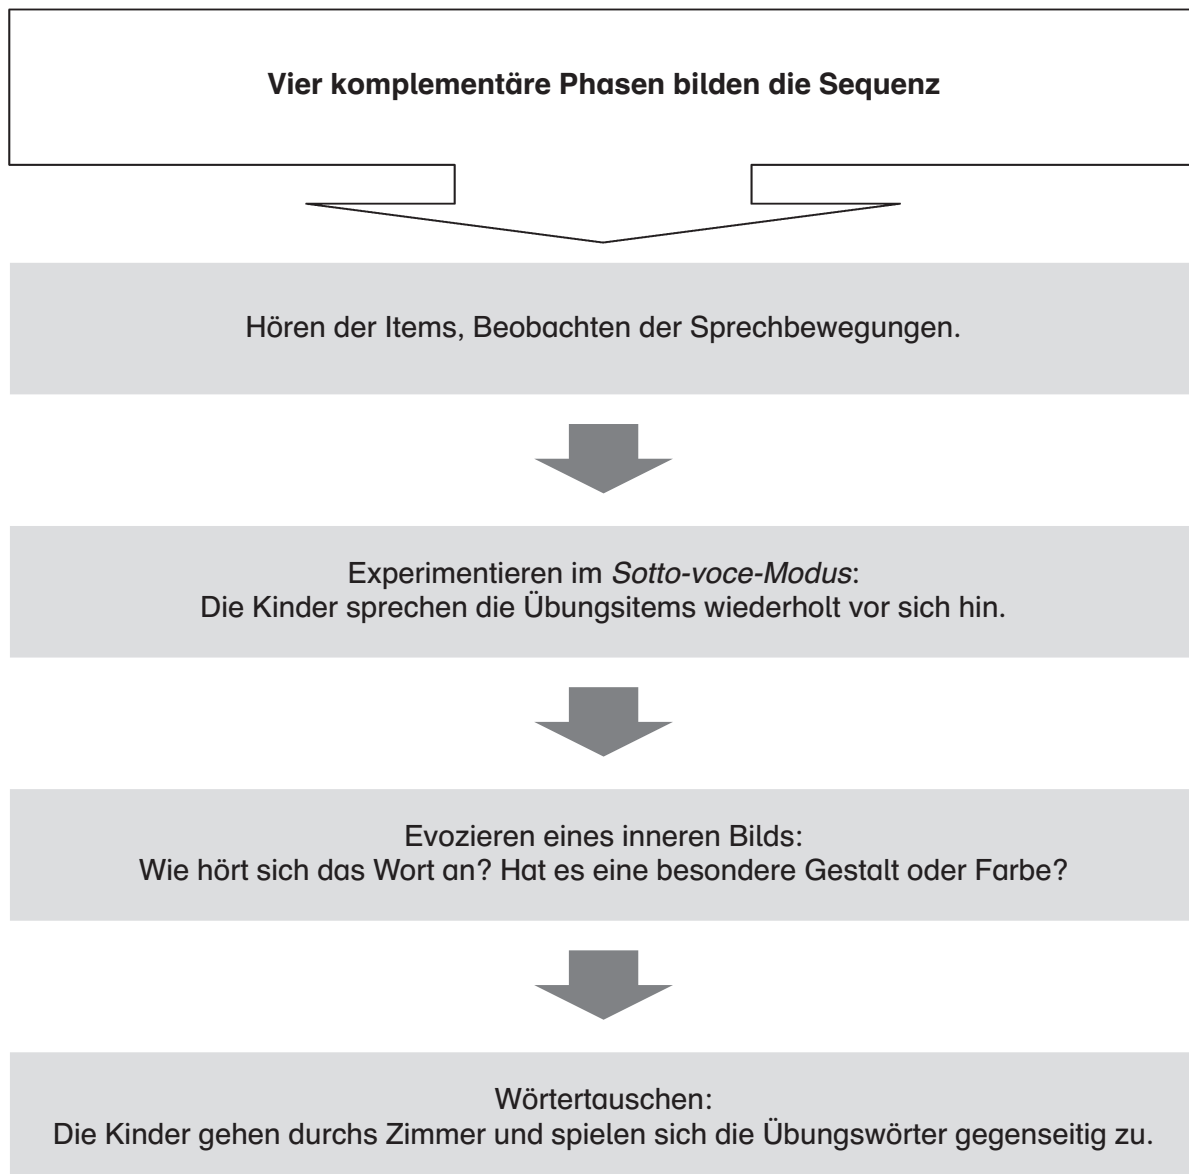 Vier komplementäre Phasen bilden die Sequenz
Hören der Items, Beobachten der Sprechbewegungen.
Experimentieren im Sotto-voce-Modus:
Die Kinder sprechen die Übungsitems wiederholt vor sich hin.
Evozieren eines inneren Bilds:
Wie hört sich das Wort an? Hat es eine besondere Gestalt oder Farbe?
Wörtertauschen:
Die Kinder gehen durchs Zimmer und spielen sich die Übungswörter gegenseitig zu.